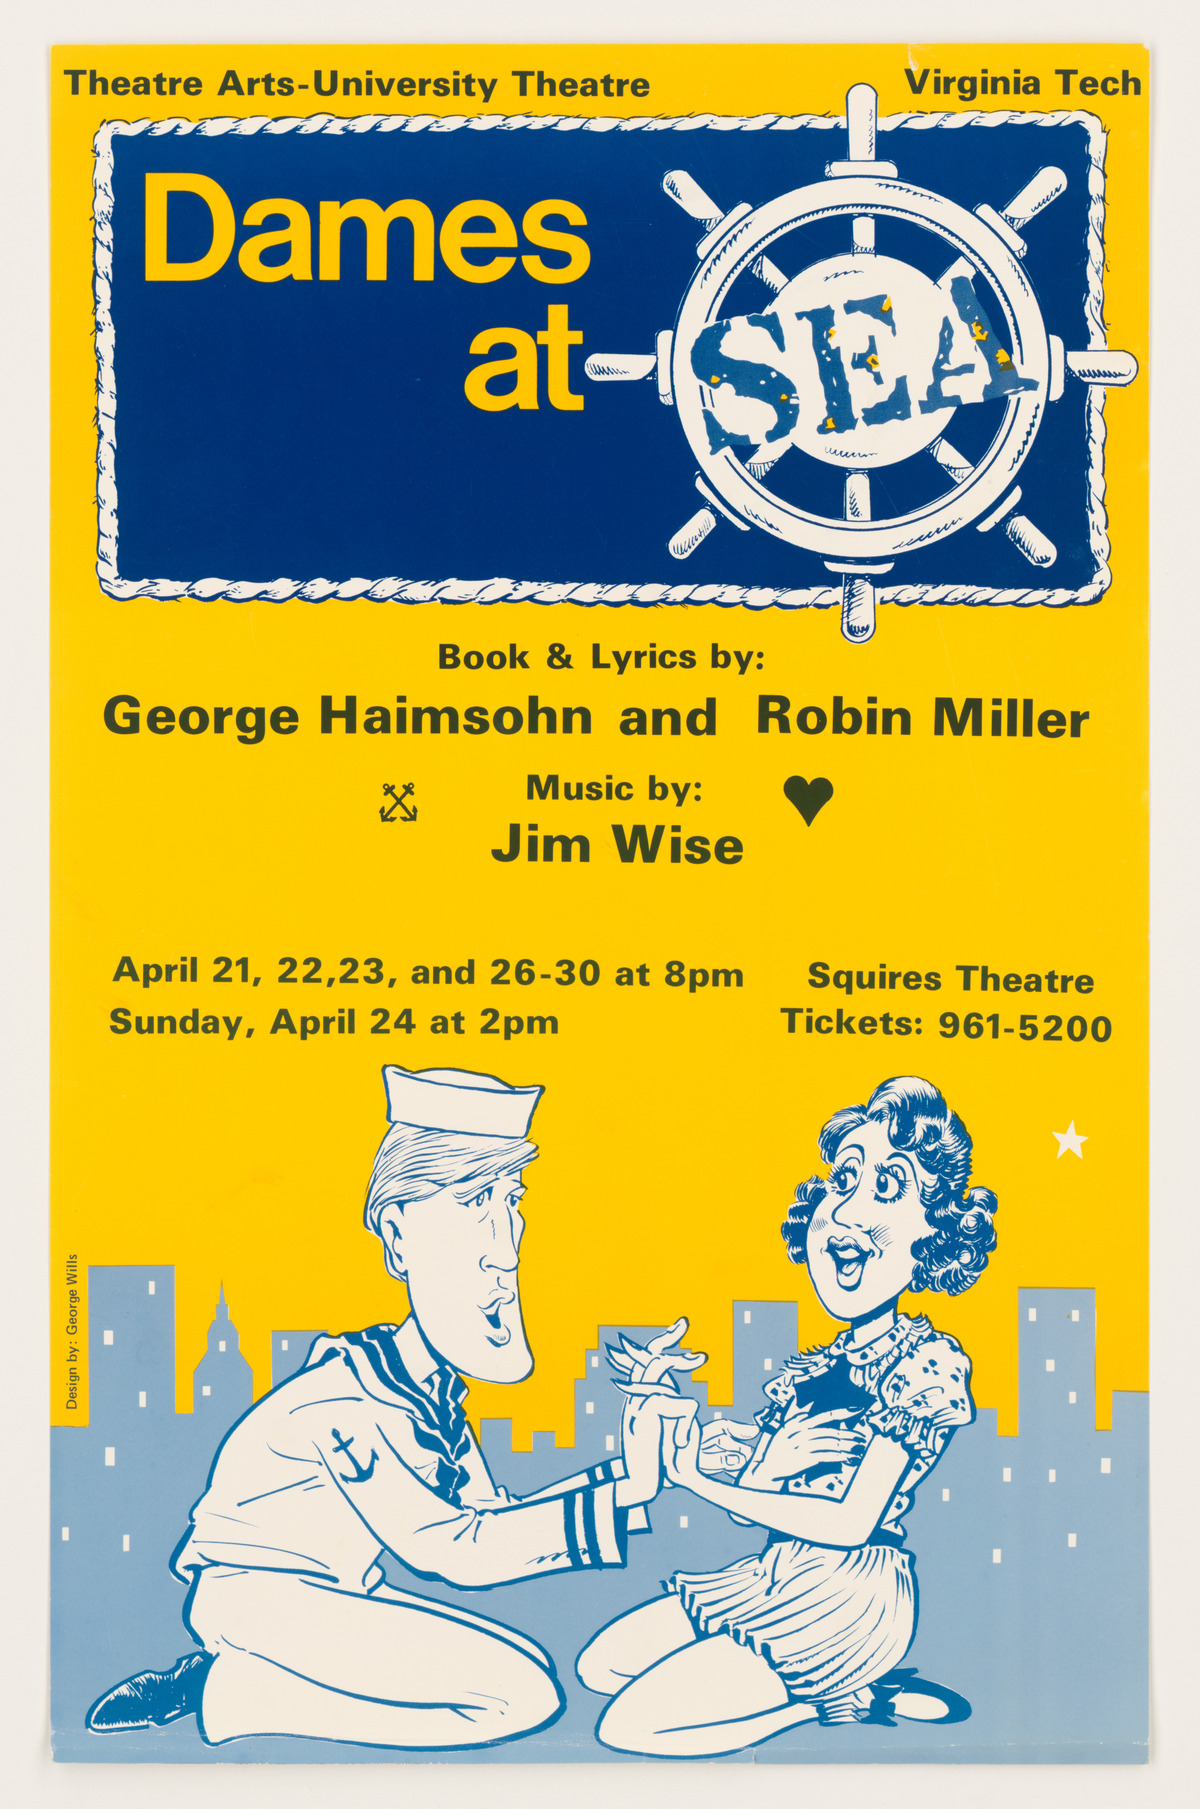 Theatre Arts-University Theatre
Virginia Tech
Dames
at
SEA
Book & Lyrics by:
George Haimsohn and Robin Miller
Music by:
Jim Wise
April 21, 22,23, and 26-30 at 8pm
Sunday, April 24 at 2pm
Squires Theatre
Tickets: 961-5200
Design by: George Wills